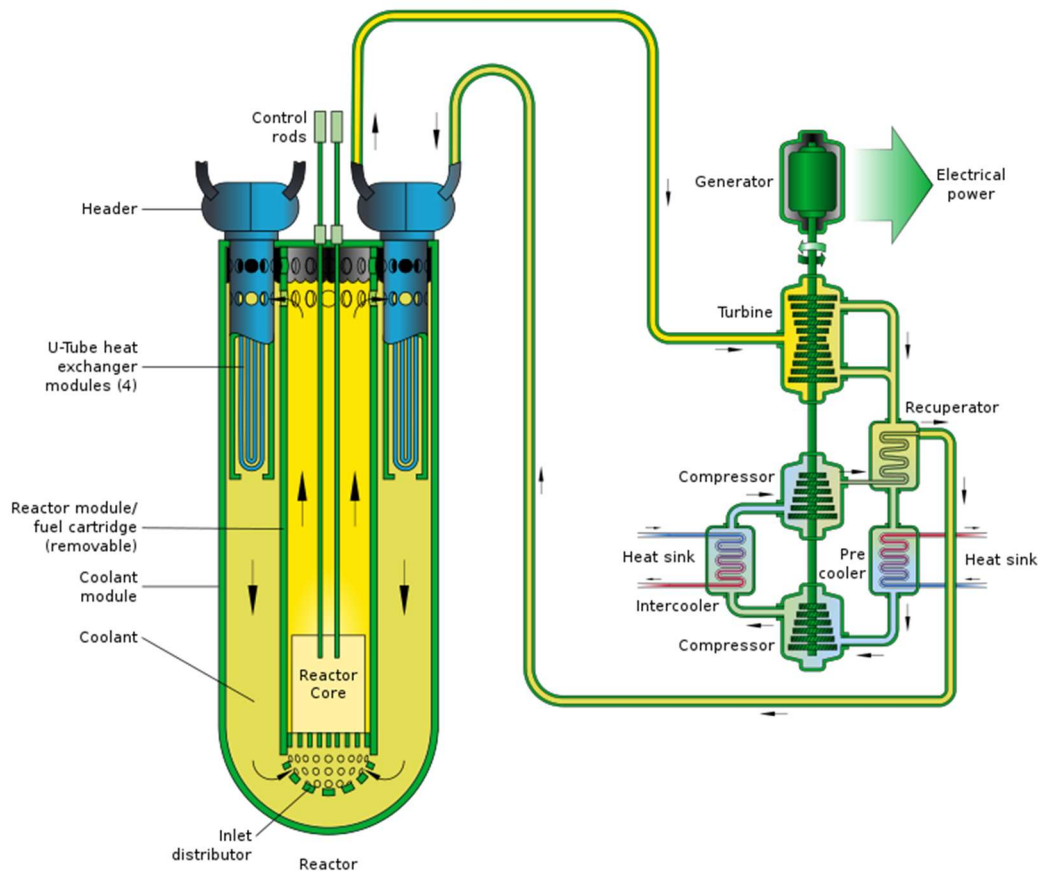 Control
rods
Header
U-Tube heat
exchanger
modules (4)
Reactor module/
fuel cartridge
(removable)
Coolant
module
Coolant
Reactor
Core
Inlet
distributor
Reactor
Generator
Electrical
power
Turbine
Recuperator
Compressor
Heat sink
Pre
cooler
Heat sink
Intercooler
Compressor